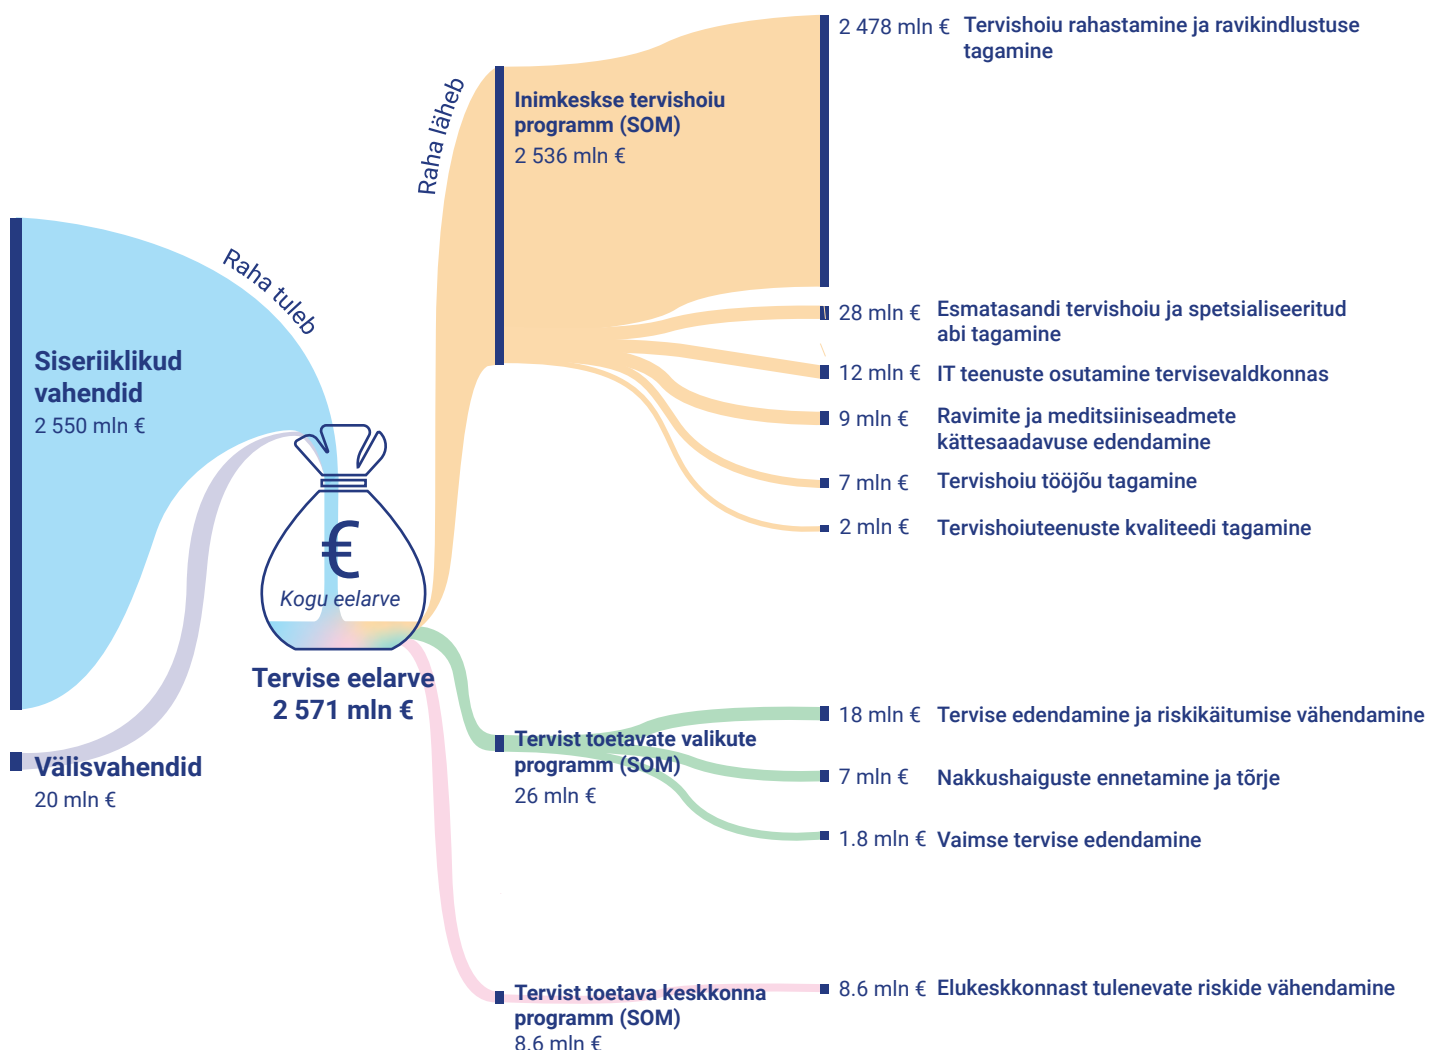 Raha tuleb
Siseriiklikud
vahendid
2 550 mln €
Välisvahendid
20 mln €
€
Kogu eelarve
Tervise eelarve
2 571 mln €
Raha läheb
Inimkeskse tervishoiu
programm (SOM)
2 536 mln €
2 478 mln € Tervishoiu rahastamine ja ravikindlustuse
tagamine
28 mln € Esmatasandi tervishoiu ja spetsialiseeritud
abi tagamine
12 mln € IT teenuste osutamine tervisevaldkonnas
9 mln € Ravimite ja meditsiiniseadmete
kättesaadavuse edendamine
7 mln € Tervishoiu tööjõu tagamine
2 mln € Tervishoiuteenuste kvaliteedi tagamine
Tervist toetavate valikute
programm (SOM)
26 mln €
18 mln € Tervise edendamine ja riskikäitumise vähendamine
7 mln € Nakkushaiguste ennetamine ja tõrje
1.8 mln € Vaimse tervise edendamine
Tervist toetava keskkonna
programm (SOM)
8.6 mln €
8.6 mln € Elukeskkonnast tulenevate riskide vähendamine